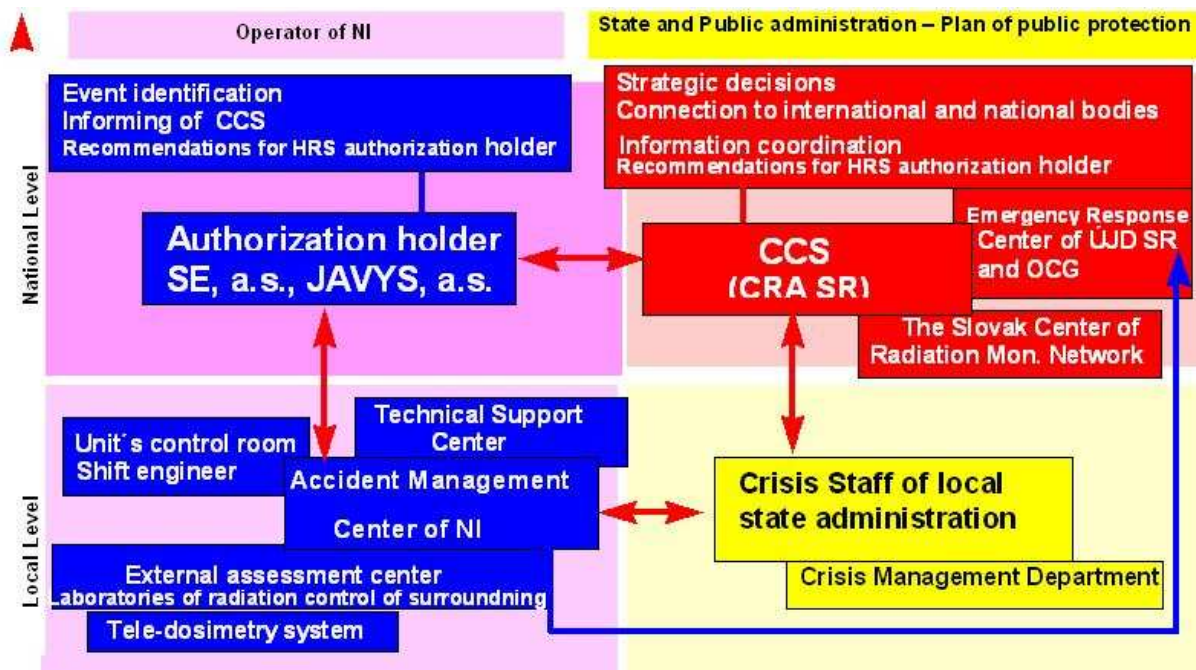 Operator of NI
State and Public administration – Plan of public protection
National Level
Event identification
Informing of CCS
Recommendations for HRS authorization holder
Strategic decisions
Connection to international and national bodies
Information coordination
Recommendations for HRS authorization holder
Authorization holder
SE, a.s., JAVYS, a.s.
CCS
(CRA SR)
Emergency Response
Center of ÚJD SR
and OCG
The Slovak Center of
Radiation Mon. Network
Local Level
Technical Support
Center
Unit´s control room
Shift engineer
Accident Management
Center of NI
External assessment center
Laboratories of radiation control of surroundning
Tele-dosimetry system
Crisis Staff of local
state administration
Crisis Management Department